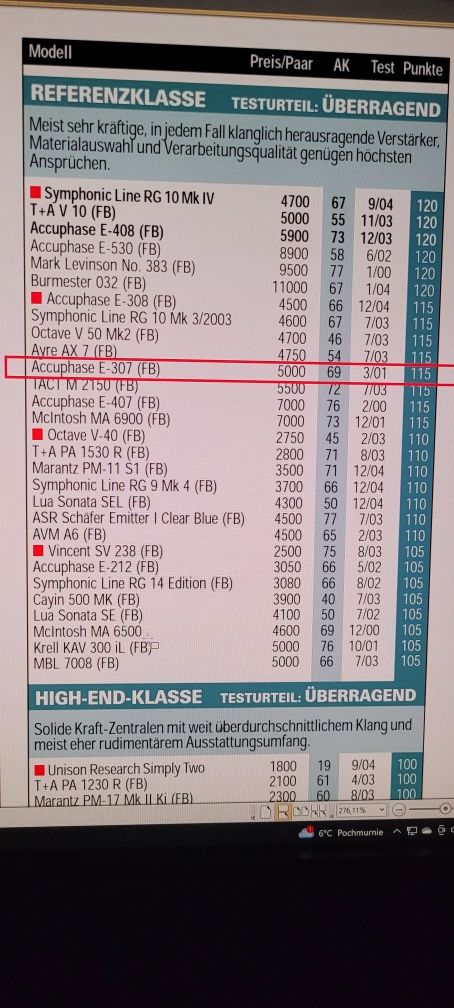 Modell Preis/Paar AK Test Punkte
REFERENZKLASSE TESTURTEIL: ÜBERRAGEND
Meist sehr kräftige, in jedem Fall klanglich herausragende Verstärker,
Materialauswahl und Verarbeitungsqualität genügen höchsten
Ansprüchen.
Symphonic Line RG 10 Mk IV 4700 67 9/04 120
T+A V 10 (FB) 5000 55 11/03 120
Accuphase E-408 (FB) 5900 73 12/03 120
Accuphase E-530 (FB) 8900 58 6/02 120
Mark Levinson No. 383 (FB) 9500 77 1/00 120
Burmester 032 (FB) 11000 67 1/04 120
Accuphase E-308 (FB) 4500 66 12/04 115
Symphonic Line RG 10 Mk 3/2003 4600 67 7/03 115
Octave V 50 Mk2 (FB) 4700 46 7/03 115
Ayre AX 7 (FB) 4750 54 7/03 115
Accuphase E-307 (FB) 5000 69 3/01 115
TACT M 2150 (FB) 5500 72 7/03 115
Accuphase E-407 (FB) 7000 76 2/00 115
McIntosh MA 6900 (FB) 7000 73 12/01 115
Octave V-40 (FB) 2750 45 2/03 110
T+A PA 1530 R (FB) 2800 71 8/03 110
Marantz PM-11 S1 (FB) 3500 71 12/04 110
Symphonic Line RG 9 Mk 4 (FB) 3700 66 12/04 110
Lua Sonata SEL (FB) 4300 50 12/04 110
ASR Schäfer Emitter I Clear Blue (FB) 4500 77 7/03 110
AVM A6 (FB) 4500 65 2/03 110
Vincent SV 238 (FB) 2500 75 8/03 105
Accuphase E-212 (FB) 3050 66 5/02 105
Symphonic Line RG 14 Edition (FB) 3080 66 8/02 105
Cayin 500 MK (FB) 3900 40 7/03 105
Lua Sonata SE (FB) 4100 50 7/02 105
McIntosh MA 6500 4600 69 12/00 105
Krell KAV 300 iL (FB) 5000 76 10/01 105
MBL 7008 (FB) 5000 66 7/03 105
HIGH-END-KLASSE TESTURTEIL: ÜBERRAGEND
Solide Kraft-Zentralen mit weit überdurchschnittlichem Klang und
meist eher rudimentärem Ausstattungsumfang.
Unison Research Simply Two 1800 19 9/04 100
T+A PA 1230 R (FB) 2100 61 4/03 100
Marantz PM-17 Mk II Ki (FB) 2300 60 8/03 100
276,11%
6°C Pochmurnie